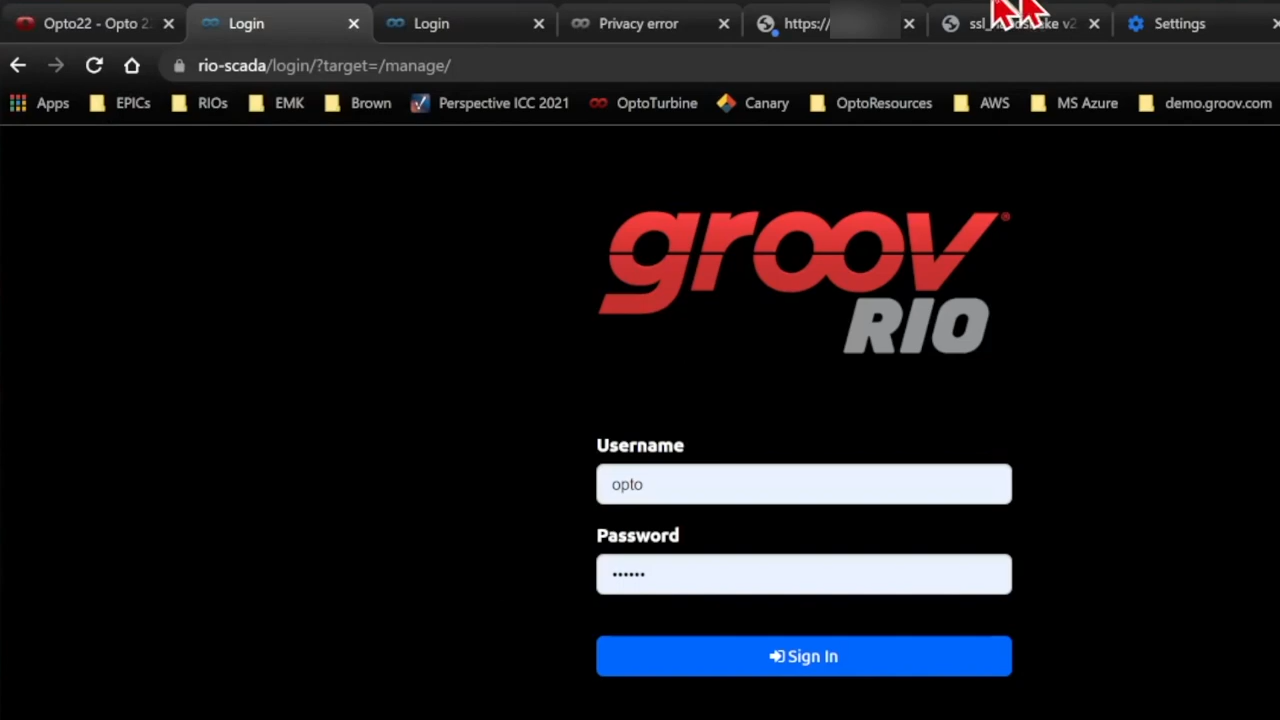 Opto22 - Opto 2
Login
Login
Privacy error
https://
Settings
rio-scada/login/?target=/manage/
Apps
EPICs
RIOs
EMK
Brown
Perspective ICC 2021
OptoTurbine
Canary
OptoResources
AWS
MS Azure
demo.groov.com
groov®
RIO
Username
opto
Password
Sign In